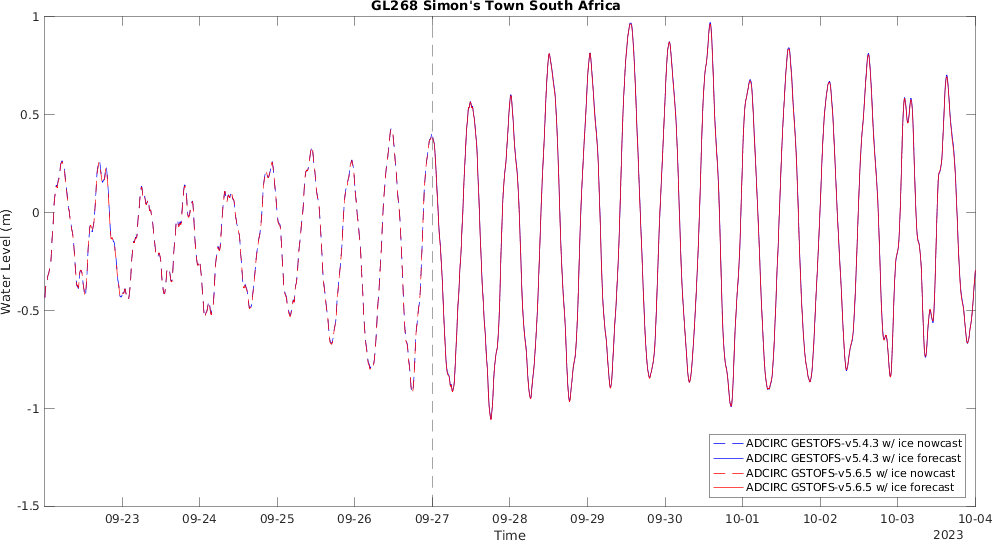 GL268 Simon's Town South Africa
Water Level (m)
1
0.5
0
-0.5
-1
-1.5
ADCIRC GESTOFS-v5.4.3 w/ ice nowcast
ADCIRC GESTOFS-v5.4.3 w/ ice forecast
ADCIRC GSTOFS-v5.6.5 w/ ice nowcast
ADCIRC GSTOFS-v5.6.5 w/ ice forecast
09-23 09-24 09-25 09-26 09-27 09-28 09-29 09-30 10-01 10-02 10-03 10-04
Time
2023